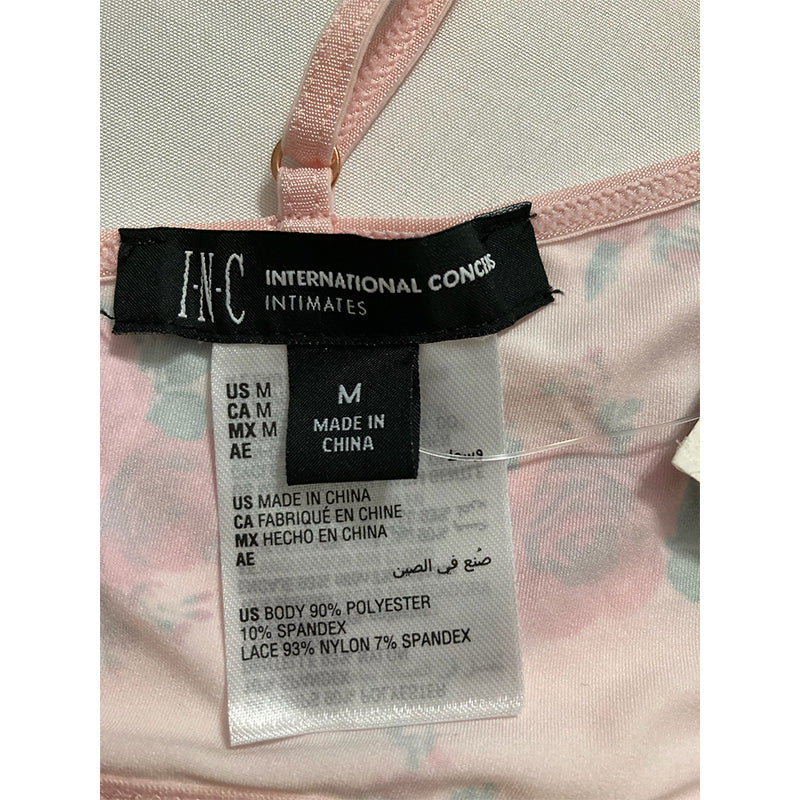 I·N·C INTERNATIONAL CONCEPTS
INTIMATES
M
MADE IN
CHINA
US M
CA M
MX M
AE
US MADE IN CHINA
CA FABRIQUÉ EN CHINE
MX HECHO EN CHINA
AE
صُنع في الصين
US BODY 90% POLYESTER
10% SPANDEX
LACE 93% NYLON 7% SPANDEX